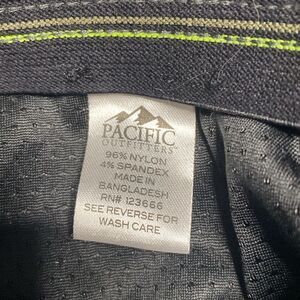 PACIFIC
OUTFITTERS
96% NYLON
4% SPANDEX
MADE IN
BANGLADESH
RN# 123666
SEE REVERSE FOR
WASH CARE